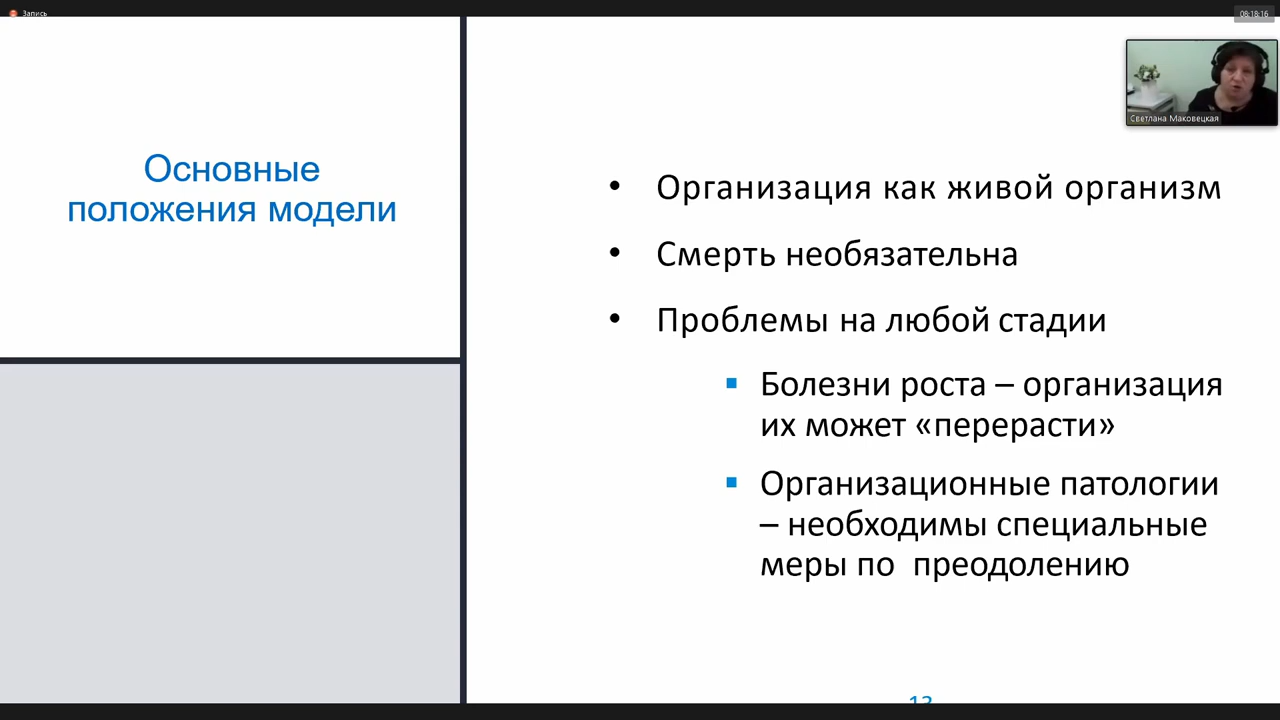 Запись
08:18:16
Светлана Маковецкая
Основные
положения модели
• Организация как живой организм
• Смерть необязательна
• Проблемы на любой стадии
▪ Болезни роста – организация
их может «перерасти»
▪ Организационные патологии
– необходимы специальные
меры по преодолению